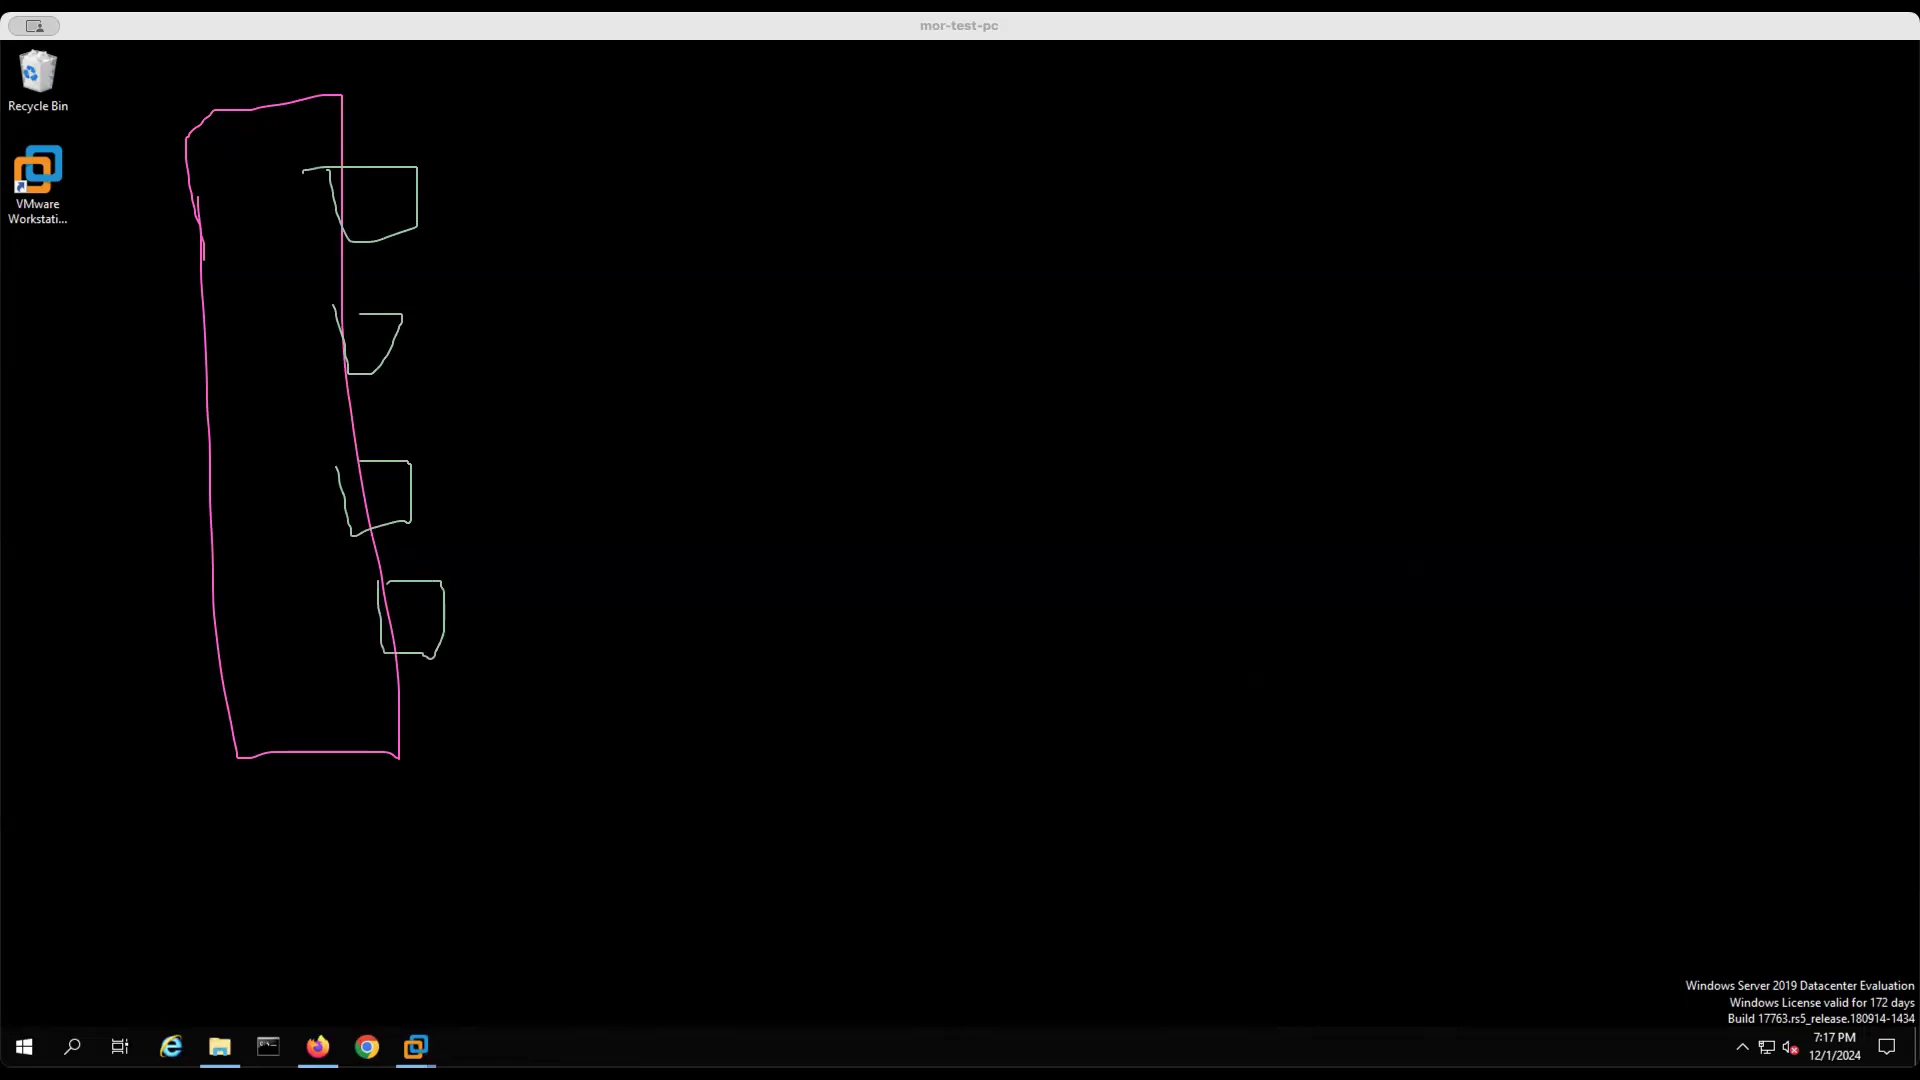 mor-test-pc
Recycle Bin
VMware
Workstati...
Windows Server 2019 Datacenter Evaluation
Windows License valid for 172 days
Build 17763.rs5_release.180914-1434
7:17 PM
12/1/2024